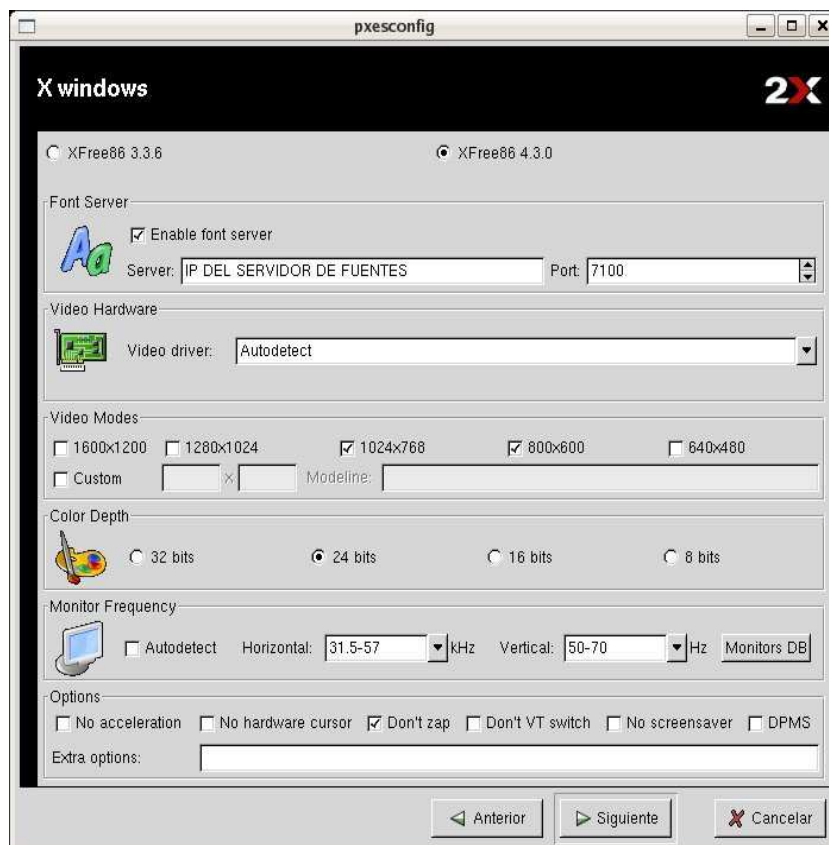 pxesconfig
X windows
2X
XFree86 3.3.6 XFree86 4.3.0
Font Server
Aa
Enable font server
Server: IP DEL SERVIDOR DE FUENTES Port: 7100
Video Hardware
Video driver: Autodetect
Video Modes
1600x1200 1280x1024 1024x768 800x600 640x480
Custom x Modeline:
Color Depth
32 bits 24 bits 16 bits 8 bits
Monitor Frequency
Autodetect Horizontal: 31.5-57 kHz Vertical: 50-70 Hz Monitors DB
Options
No acceleration No hardware cursor Don't zap Don't VT switch No screensaver DPMS
Extra options:
Anterior Siguiente Cancelar